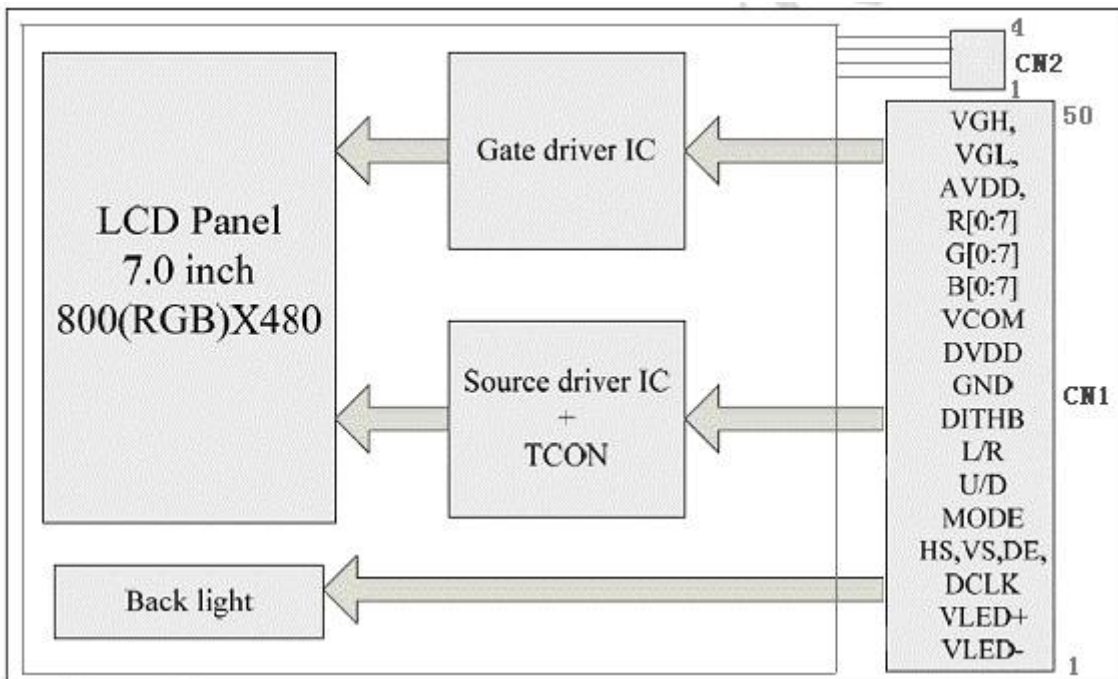 LCD Panel
7.0 inch
800(RGB)X480
Gate driver IC
Source driver IC
+
TCON
Back light
4
CN2
1
50
VGH,
VGL,
AVDD,
R[0:7]
G[0:7]
B[0:7]
VCOM
DVDD
GND
DITHB
L/R
U/D
MODE
HS,VS,DE,
DCLK
VLED+
VLED-
CN1
1